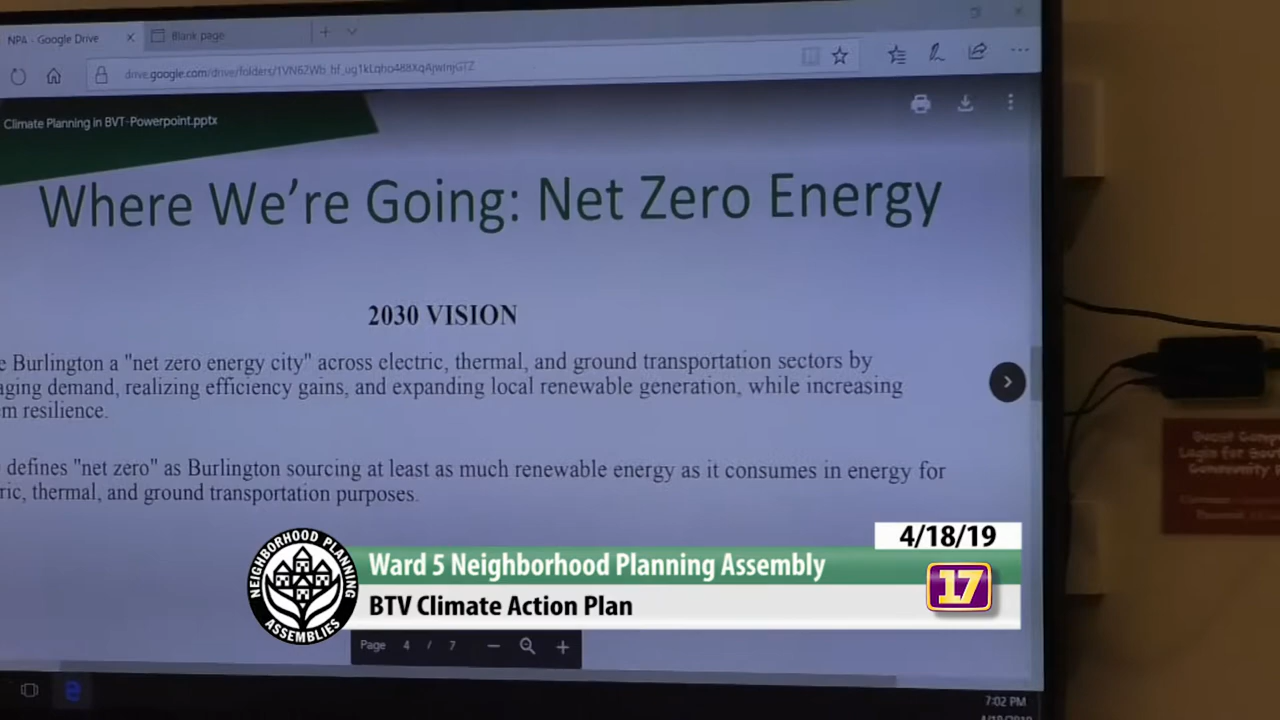 NPA - Google Drive
Blank page
Climate Planning in BVT-Powerpoint.pptx
Where We're Going: Net Zero Energy
2030 VISION
Burlington a "net zero energy city" across electric, thermal, and ground transportation sectors by
aging demand, realizing efficiency gains, and expanding local renewable generation, while increasing
m resilience.
defines "net zero" as Burlington sourcing at least as much renewable energy as it consumes in energy for
ric, thermal, and ground transportation purposes.
4/18/19
NEIGHBORHOOD PLANNING ASSEMBLIES
Ward 5 Neighborhood Planning Assembly
17
BTV Climate Action Plan
Page 4 / 7
7:02 PM